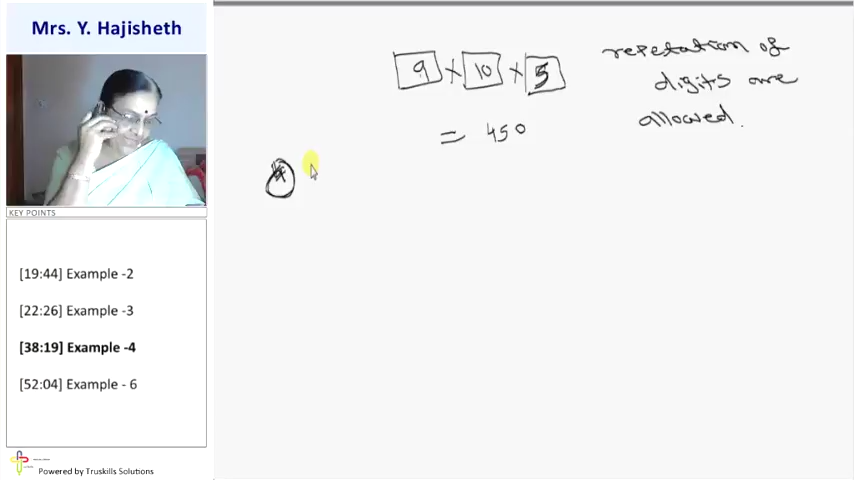 Mrs. Y. Hajisheth
9 × 10 × 5
= 450
repetation of
digits are
allowed.
KEY POINTS
[19:44] Example -2
[22:26] Example -3
[38:19] Example -4
[52:04] Example - 6
Powered by Truskills Solutions